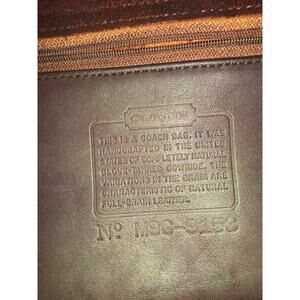 COACH
THIS IS A COACH BAG. IT WAS
HANDCRAFTED IN THE UNITED
STATES OF COMPLETELY NATURAL
GLOVE-TANNED COWHIDE. THE
VARIATIONS IN THE GRAIN ARE
CHARACTERISTIC OF NATURAL
FULL-GRAIN LEATHER.
Nº M9C-9153